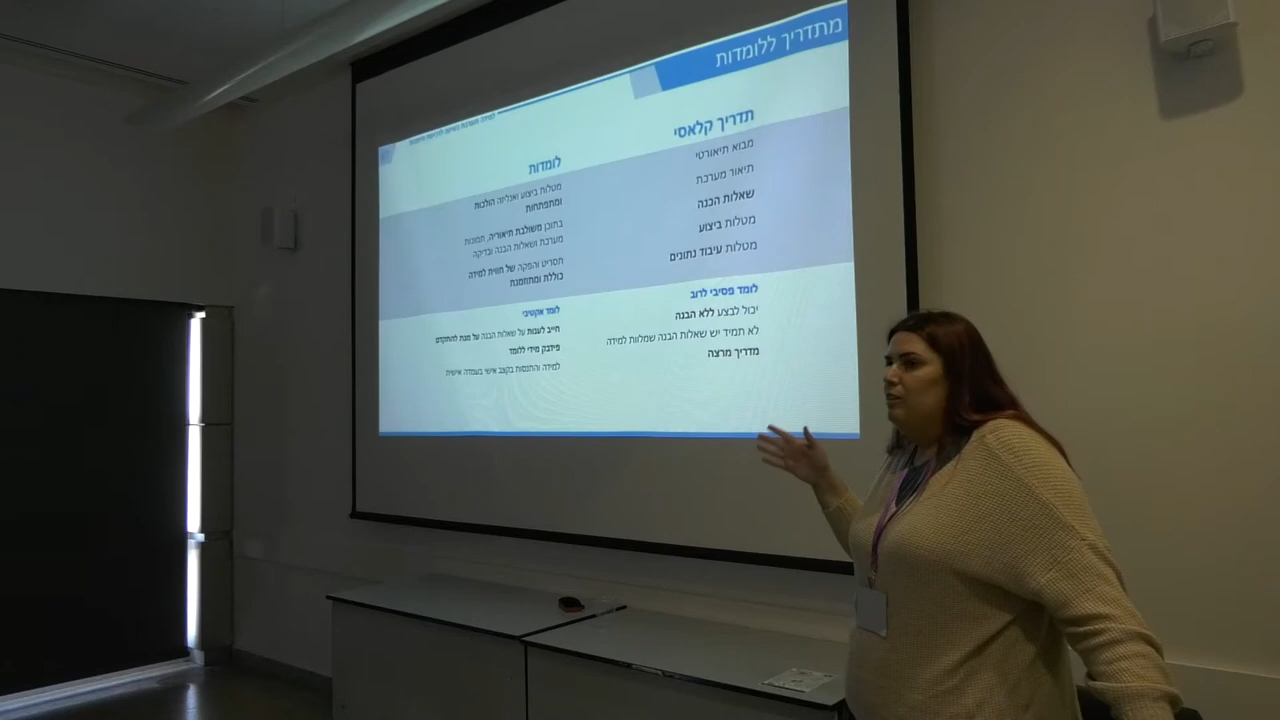 מתדריך ללומדות
תדריך קלאסי
מבוא תיאורטי
תיאור מערכת
שאלות הכנה
מטלות ביצוע
מטלות עיבוד נתונים
לומד פסיבי לרוב
יכול לבצע ללא הבנה
לא תמיד יש שאלות הבנה שמלוות למידה
מדריך מרצה
לומדות
מטלות ביצוע ואנליזה הולכות
ומתפתחות
בתוכן משולבת תיאוריה, תמונות
מערכת ושאלות הבנה ובדיקה
תסריט והפקה של חווית למידה
כוללת ומתוזמנת
לומד אקטיבי
חייב לענות על שאלות הבנה על מנת להתקדם
פידבק מידי ללומד
למידה והתנסות בקצב אישי בעמדה אישית